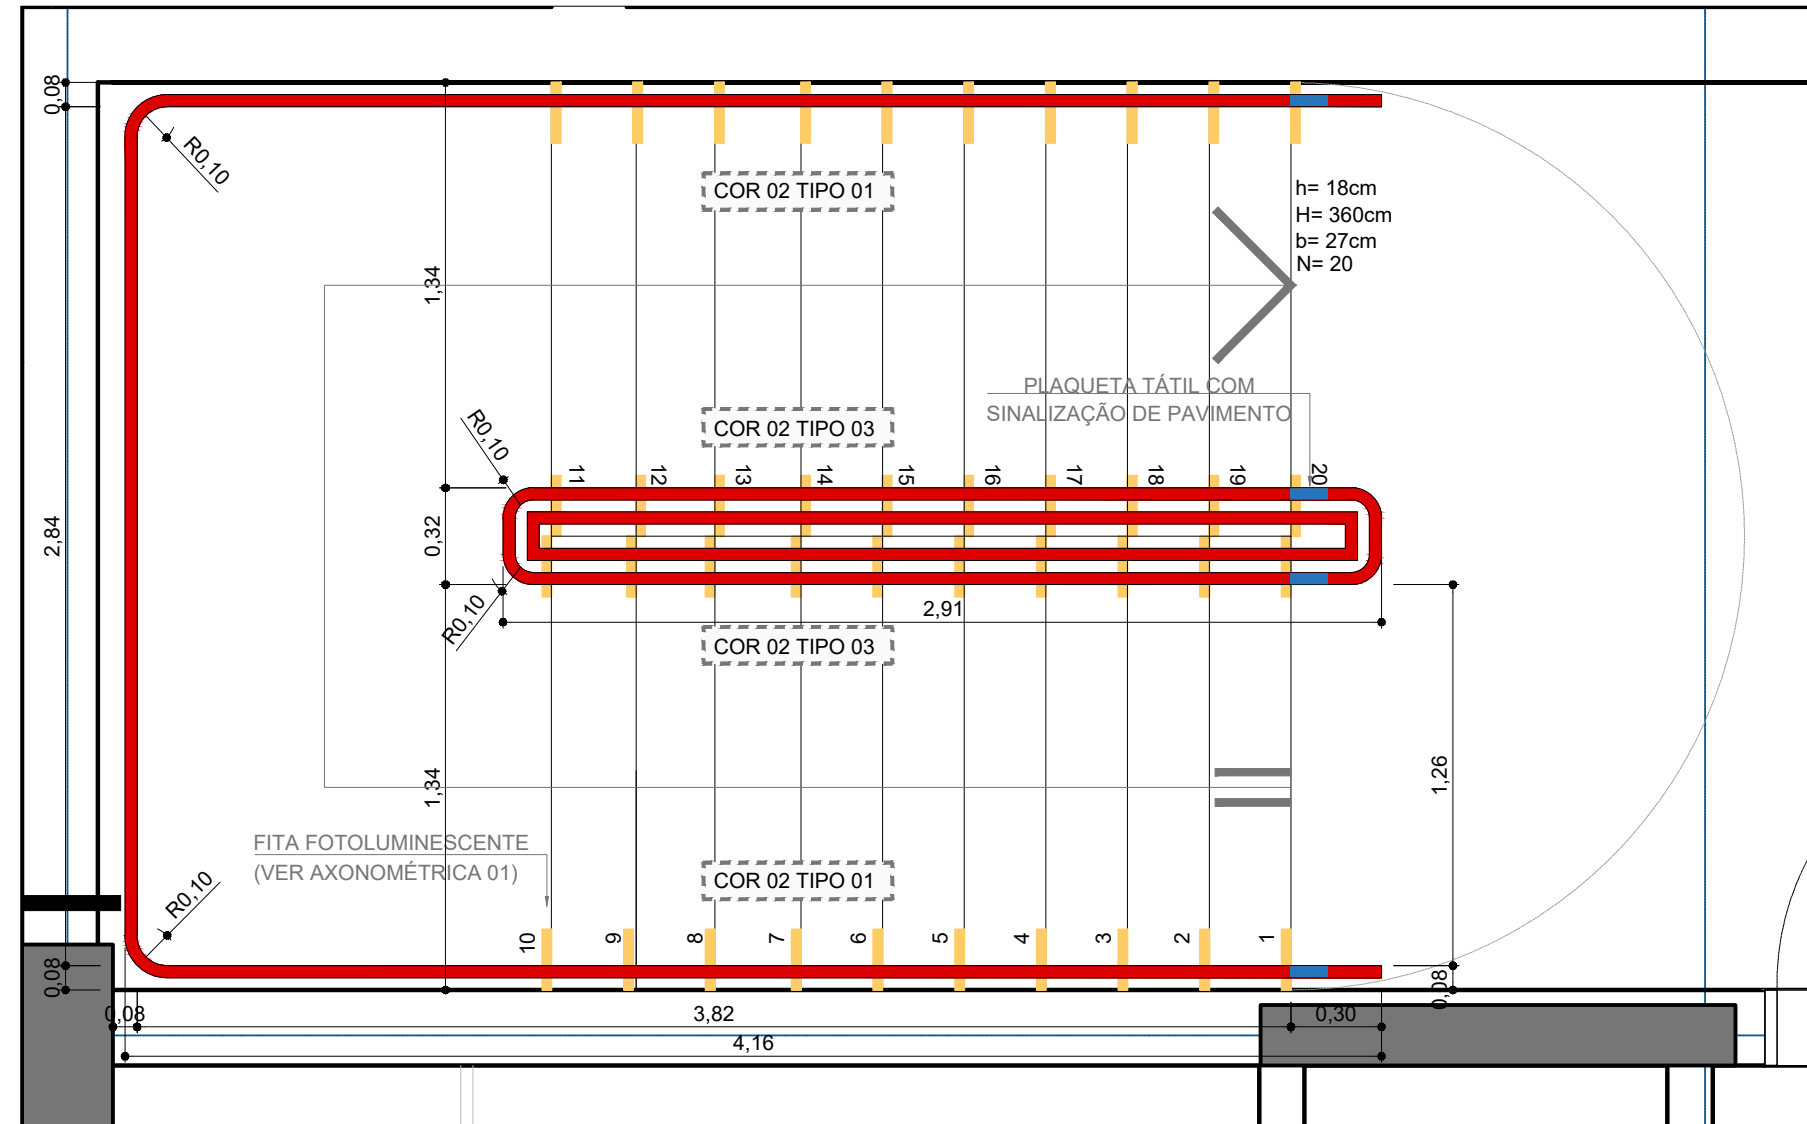 0,08
R0,10
COR 02 TIPO 01
h= 18cm
H= 360cm
b= 27cm
N= 20
1,34
PLAQUETA TÁTIL COM
SINALIZAÇÃO DE PAVIMENTO
R0,10
COR 02 TIPO 03
11
12
13
14
15
16
17
18
19
20
2,84
0,32
R0,10
2,91
COR 02 TIPO 03
1,34
1,26
FITA FOTOLUMINESCENTE
(VER AXONOMÉTRICA 01)
COR 02 TIPO 01
R0,10
10
9
8
7
6
5
4
3
2
1
0,08
0,08
0,08
3,82
0,30
4,16